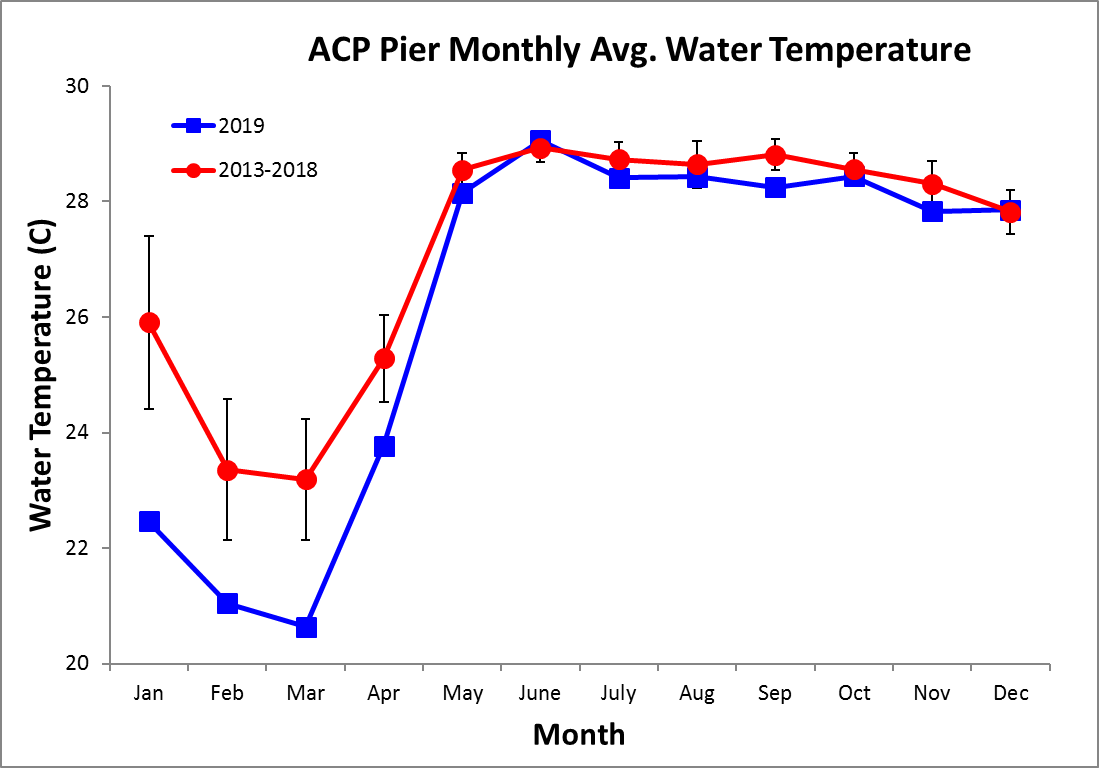 ACP Pier Monthly Avg. Water Temperature
30
2019
2013-2018
28
26
24
22
20
Water Temperature (C)
Jan Feb Mar Apr May June July Aug Sep Oct Nov Dec
Month